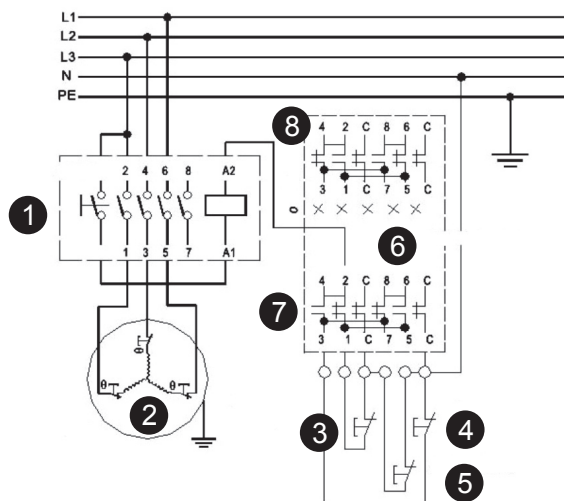 L1
L2
L3
N
PE
8
4 2 C 8 6 C
2 4 6 8 A2
3 1 C 7 5 C
1
0
6
4 2 C 8 6 C
1 3 5 7 A1
7
3 1 C 7 5 C
θ
θ θ
2
3 4
5